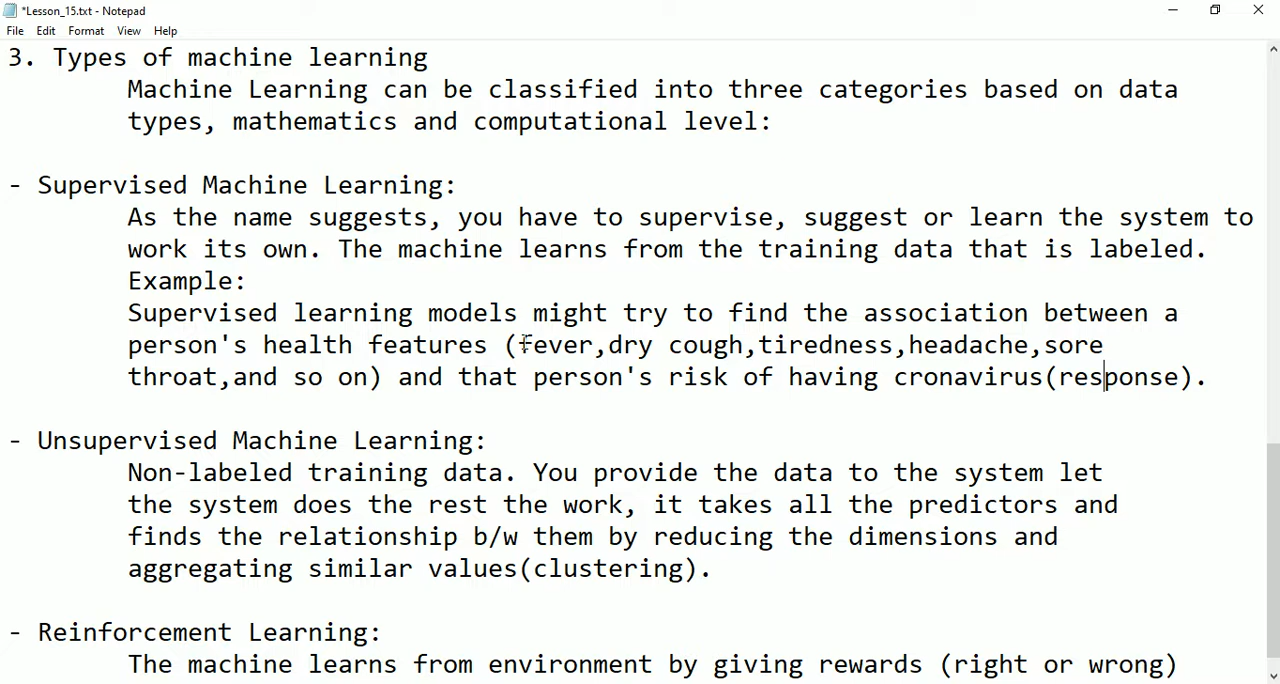 *Lesson_15.txt - Notepad
File Edit Format View Help
3. Types of machine learning
Machine Learning can be classified into three categories based on data
types, mathematics and computational level:
- Supervised Machine Learning:
As the name suggests, you have to supervise, suggest or learn the system to
work its own. The machine learns from the training data that is labeled.
Example:
Supervised learning models might try to find the association between a
person's health features (fever,dry cough,tiredness,headache,sore
throat,and so on) and that person's risk of having cronavirus(response).
- Unsupervised Machine Learning:
Non-labeled training data. You provide the data to the system let
the system does the rest the work, it takes all the predictors and
finds the relationship b/w them by reducing the dimensions and
aggregating similar values(clustering).
- Reinforcement Learning:
The machine learns from environment by giving rewards (right or wrong)